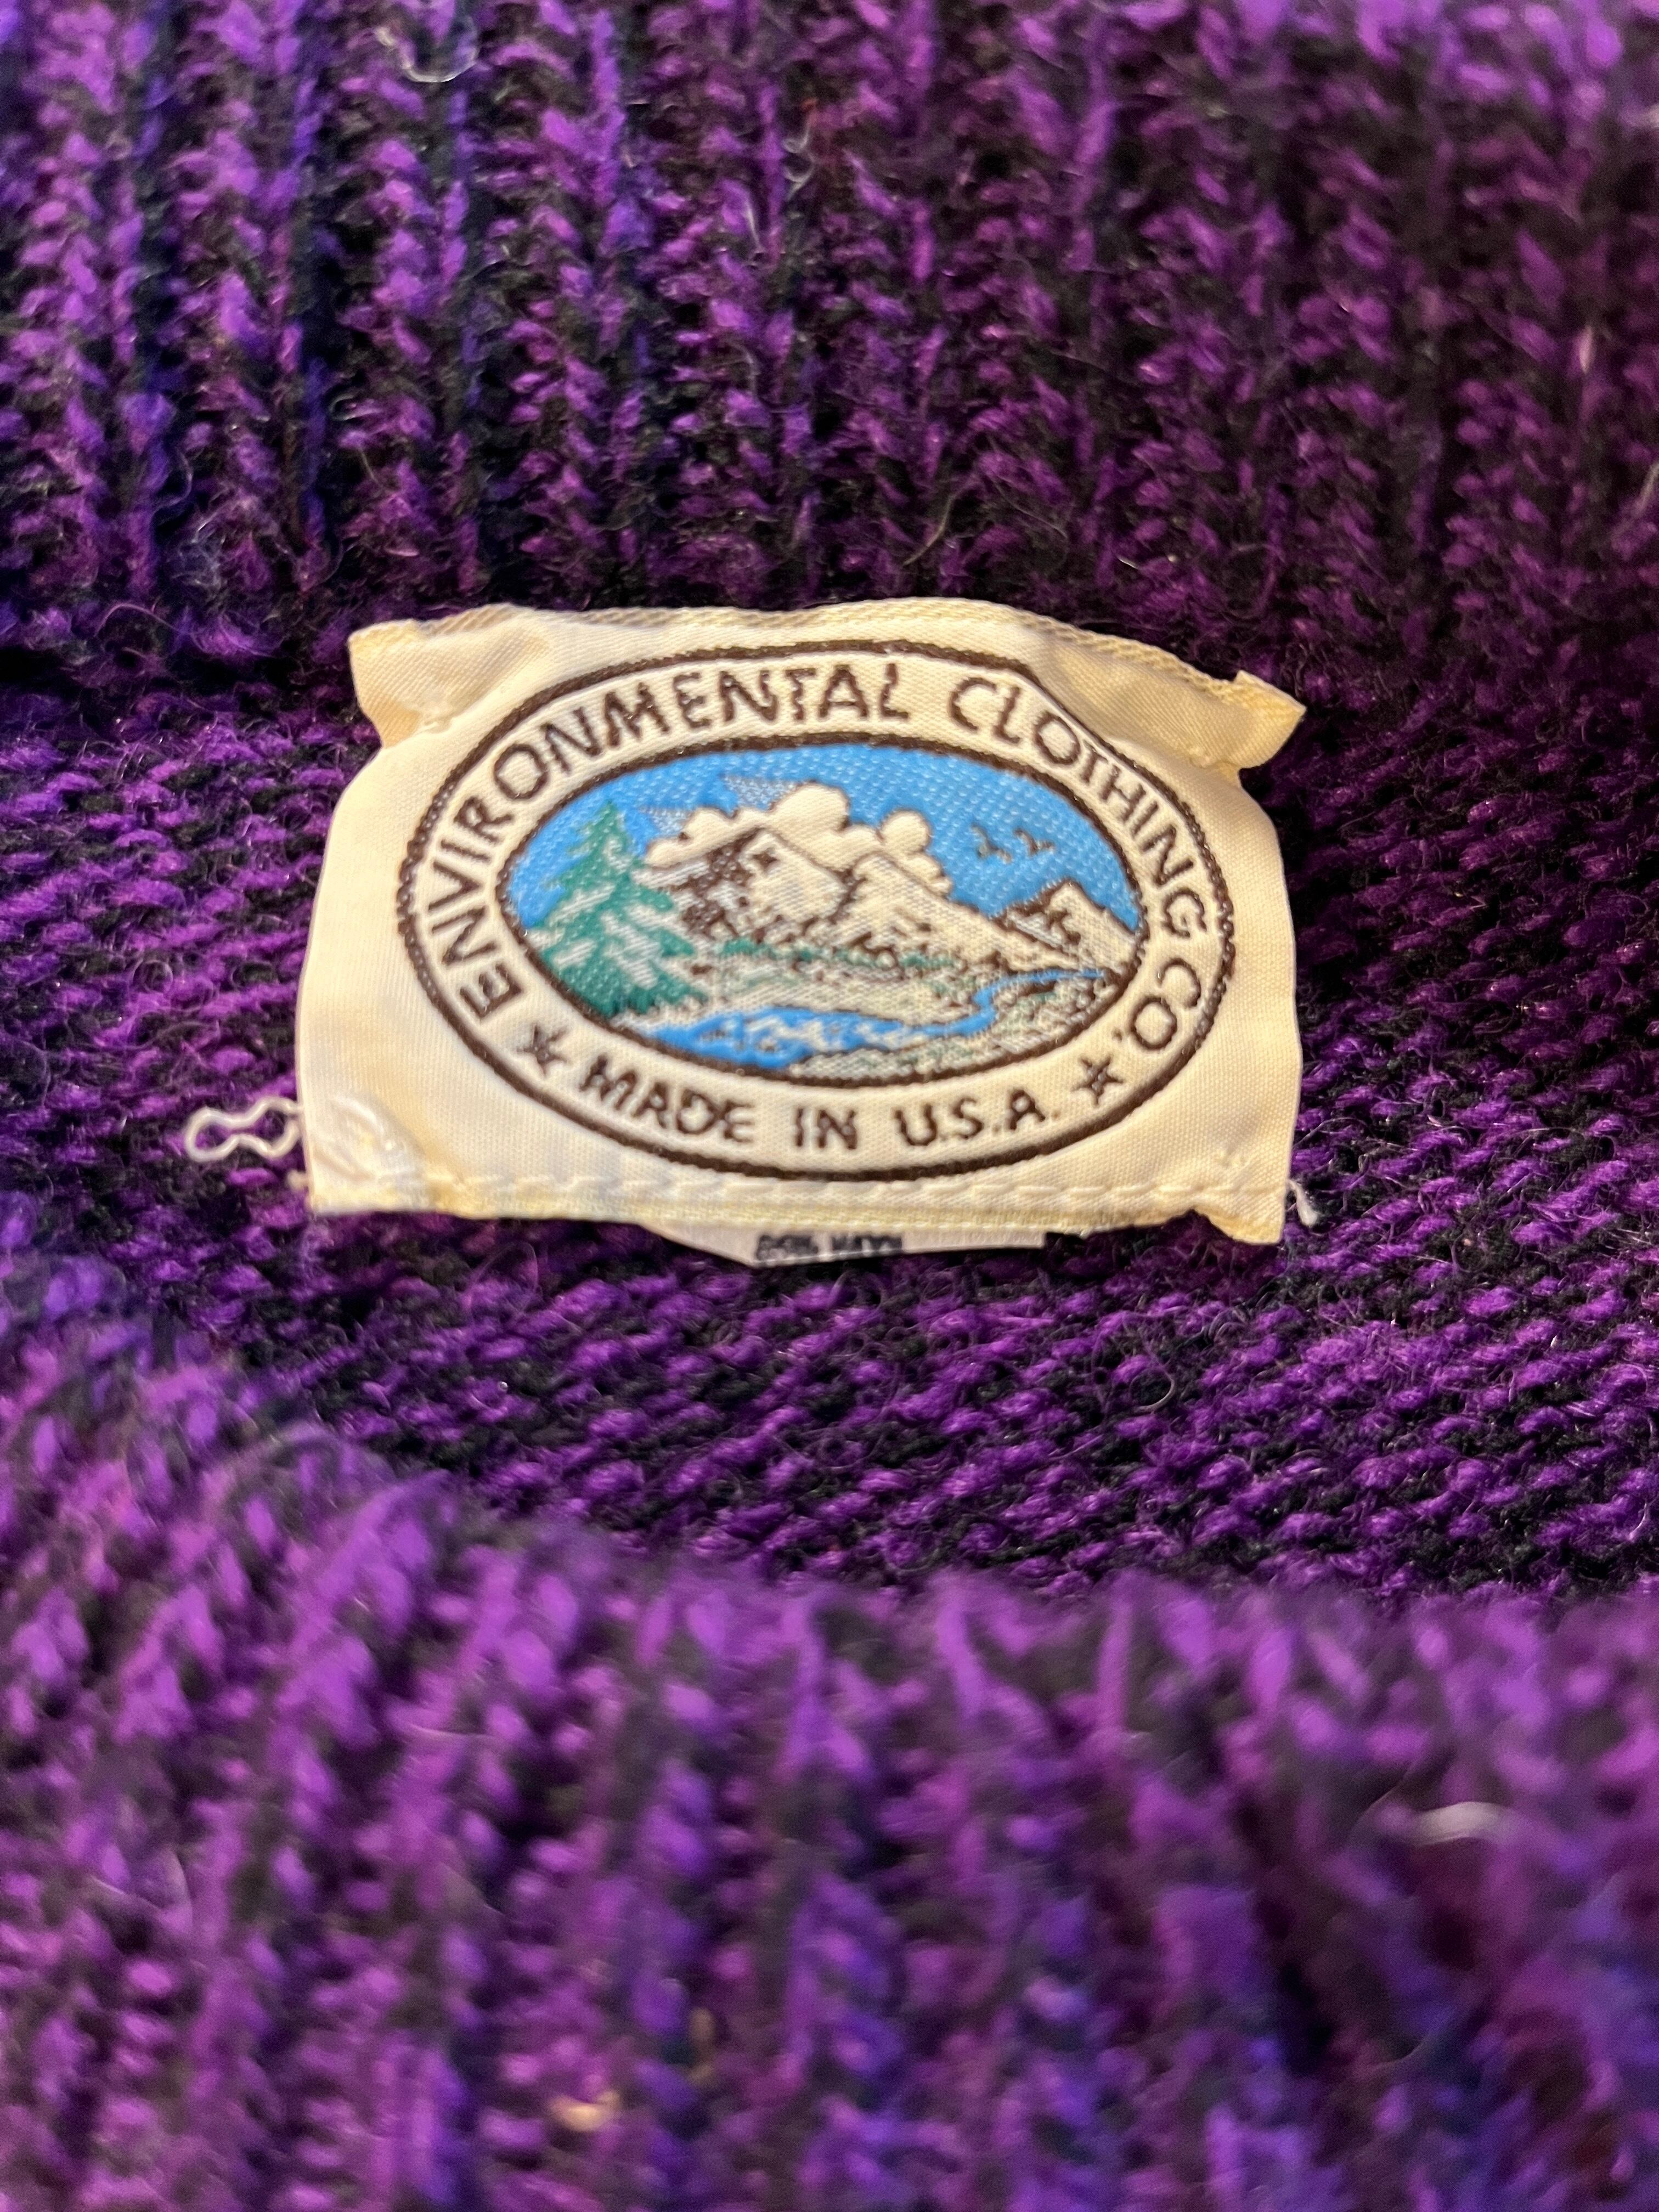 ENVIRONMENTAL CLOTHING CO.
MADE IN U.S.A.